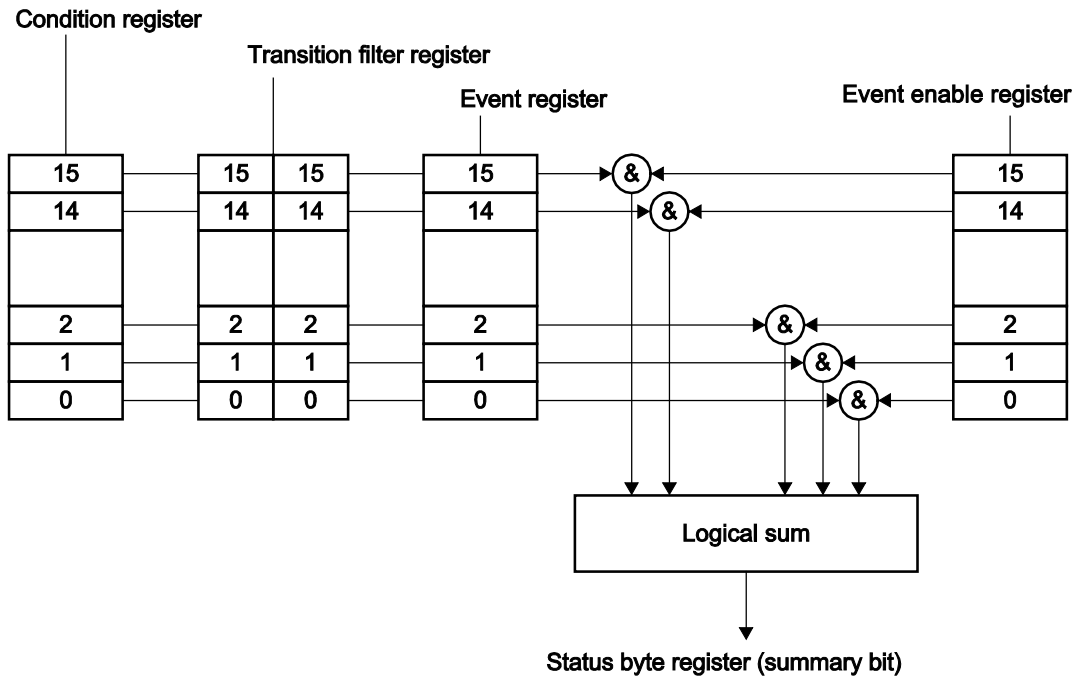 Condition register
Transition filter register
Event register
Event enable register
15 15 15 15 & 15
14 14 14 14 & 14
2 2 2 2 & 2
1 1 1 1 & 1
0 0 0 0 & 0
Logical sum
Status byte register (summary bit)